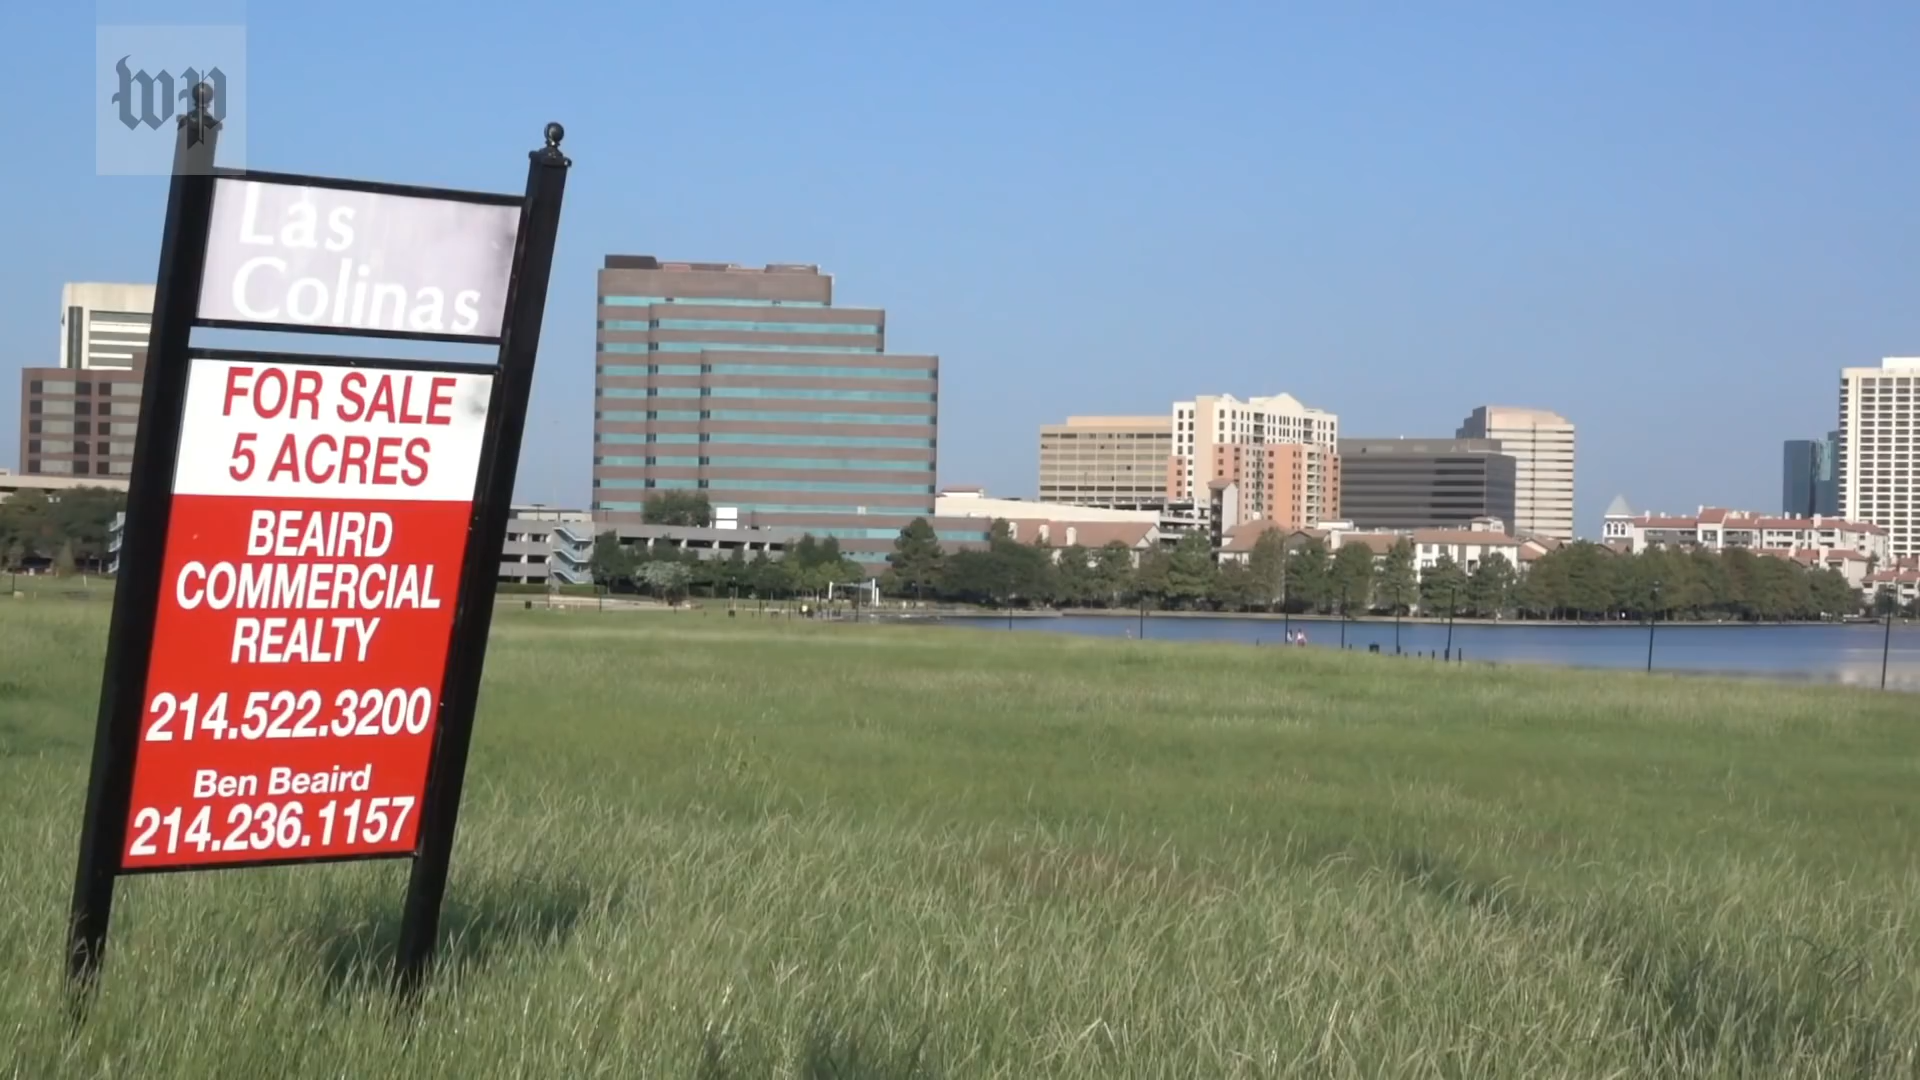 wp
Las
Colinas
FOR SALE
5 ACRES
BEAIRD
COMMERCIAL
REALTY
214.522.3200
Ben Beaird
214.236.1157